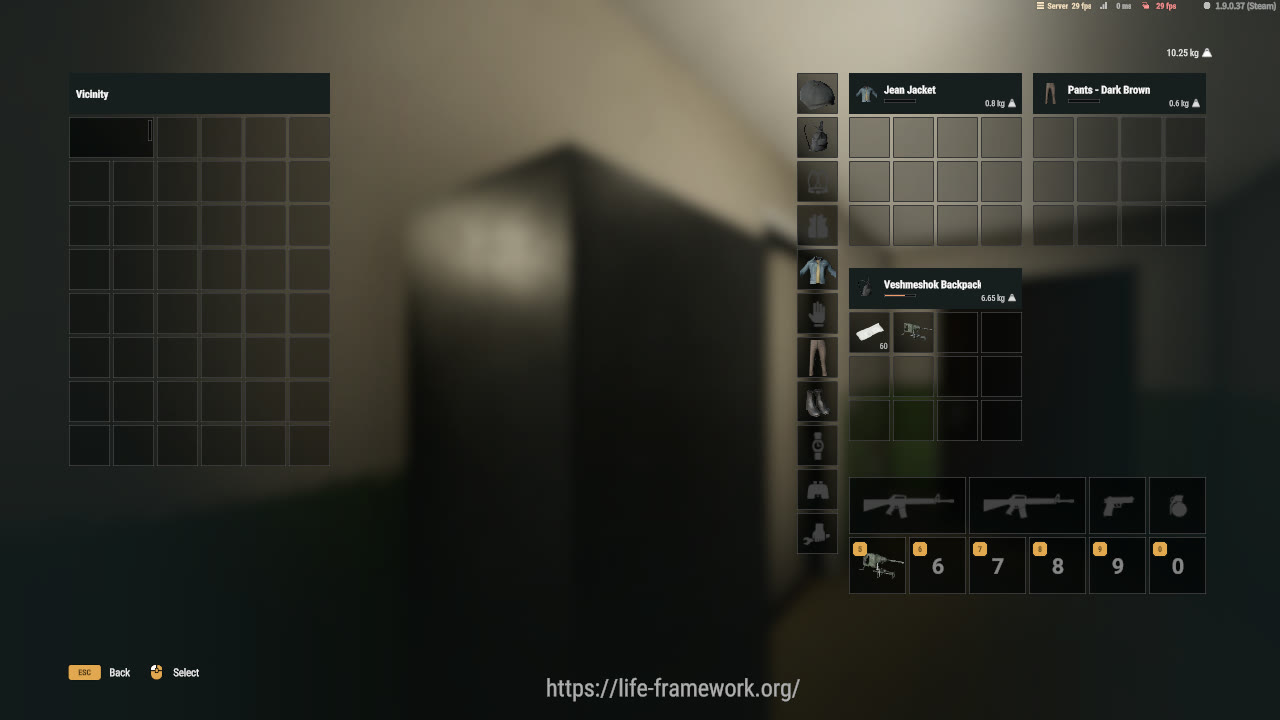 Server 29 fps 0 ms 29 fps 1.9.0.37 (Steam)
10.25 kg
Vicinity
Jean Jacket
0.8 kg
Pants - Dark Brown
0.6 kg
Veshmeshok Backpack
6.65 kg
60
5 6 7 8 9 0
6 7 8 9 0
ESC Back Select
https://life-framework.org/